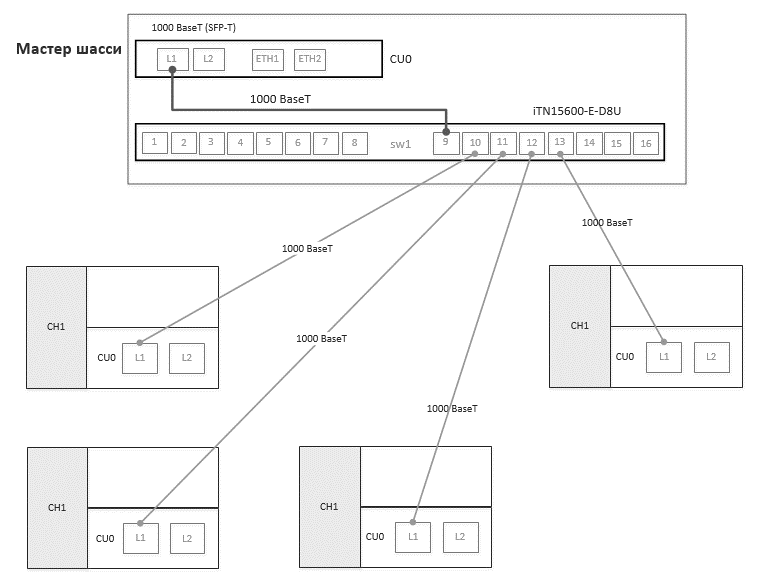 1000 BaseT (SFP-T)
Мастер шасси
L1 L2 ETH1 ETH2 CU0
1000 BaseT
iTN15600-E-D8U
1 2 3 4 5 6 7 8 sw1 9 10 11 12 13 14 15 16
1000 BaseT
1000 BaseT
CH1
CU0 L1 L2
CH1
CU0 L1 L2
1000 BaseT
1000 BaseT
CH1
CU0 L1 L2
CH1
CU0 L1 L2